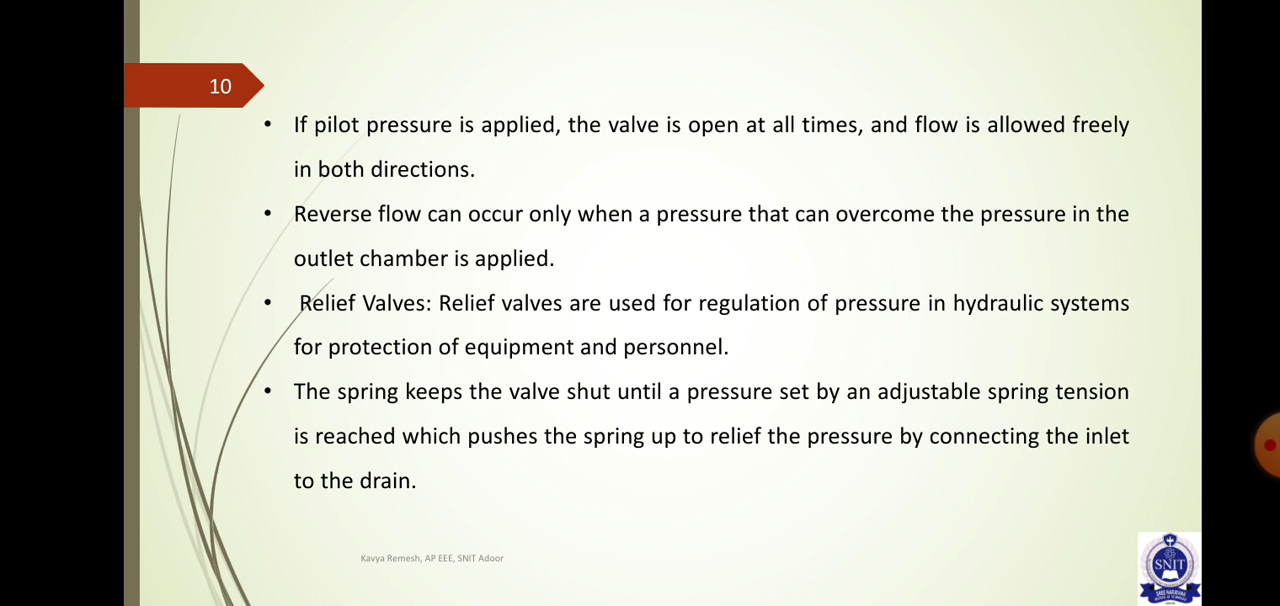 10
• If pilot pressure is applied, the valve is open at all times, and flow is allowed freely
in both directions.
• Reverse flow can occur only when a pressure that can overcome the pressure in the
outlet chamber is applied.
• Relief Valves: Relief valves are used for regulation of pressure in hydraulic systems
for protection of equipment and personnel.
• The spring keeps the valve shut until a pressure set by an adjustable spring tension
is reached which pushes the spring up to relief the pressure by connecting the inlet
to the drain.
Kavya Remesh, AP EEE, SNIT Adoor
SNIT